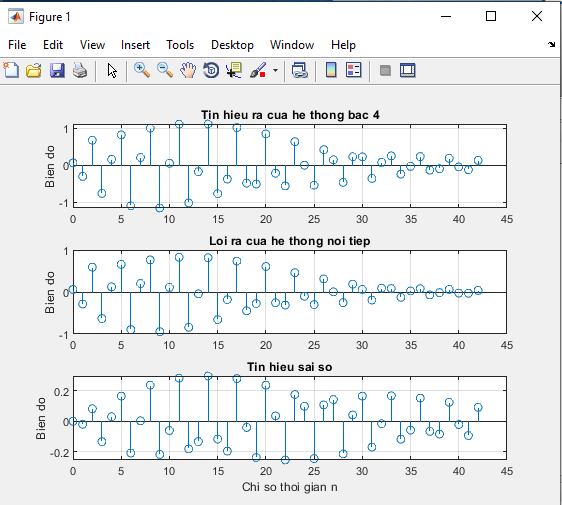 Figure 1
File Edit View Insert Tools Desktop Window Help
Tin hieu ra cua he thong bac 4
1
0
-1
Bien do
0 5 10 15 20 25 30 35 40 45
Loi ra cua he thong noi tiep
1
0
-1
Bien do
0 5 10 15 20 25 30 35 40 45
Tin hieu sai so
0.2
0
-0.2
Bien do
0 5 10 15 20 25 30 35 40 45
Chi so thoi gian n